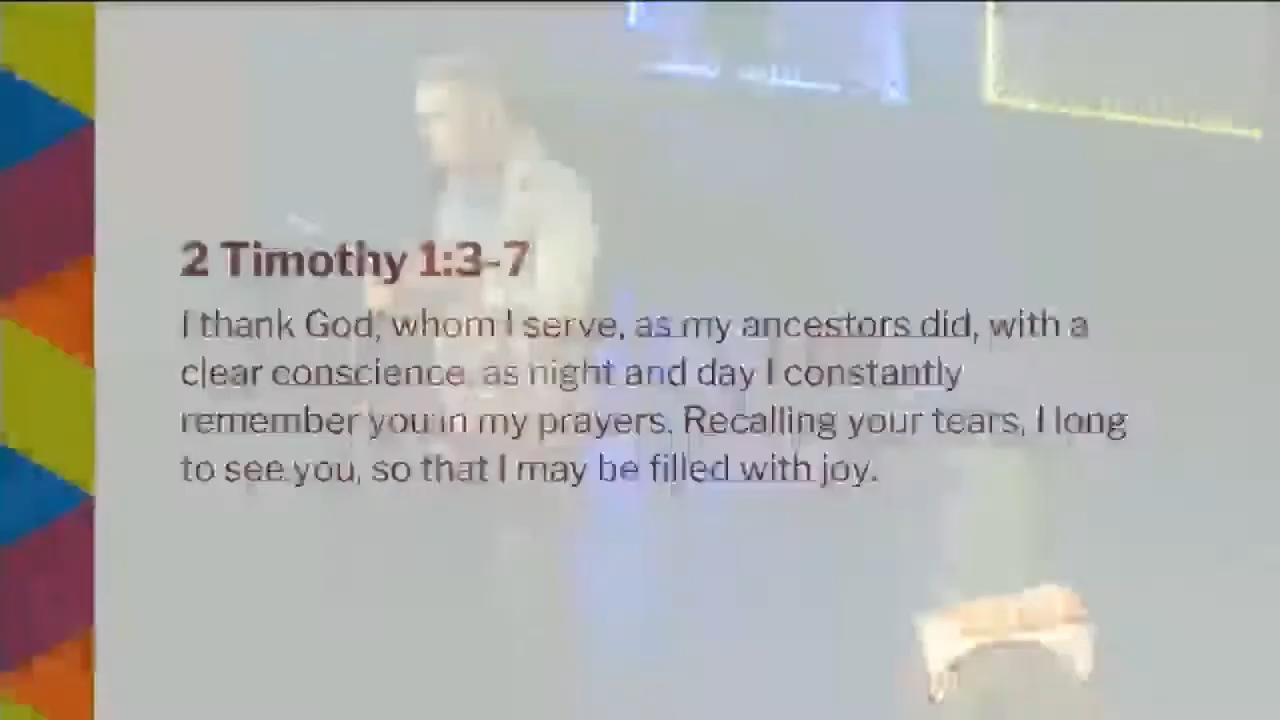 2 Timothy 1:3-7
I thank God, whom I serve, as my ancestors did, with a
clear conscience, as night and day I constantly
remember you in my prayers. Recalling your tears, I long
to see you, so that I may be filled with joy.